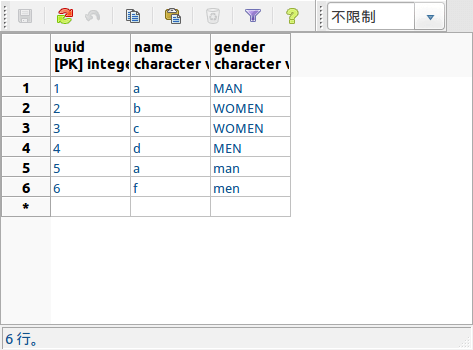 不限制
uuid name gender
[PK] intege character v character v
1 1 a MAN
2 2 b WOMEN
3 3 c WOMEN
4 4 d MEN
5 5 a man
6 6 f men
*
6 行。